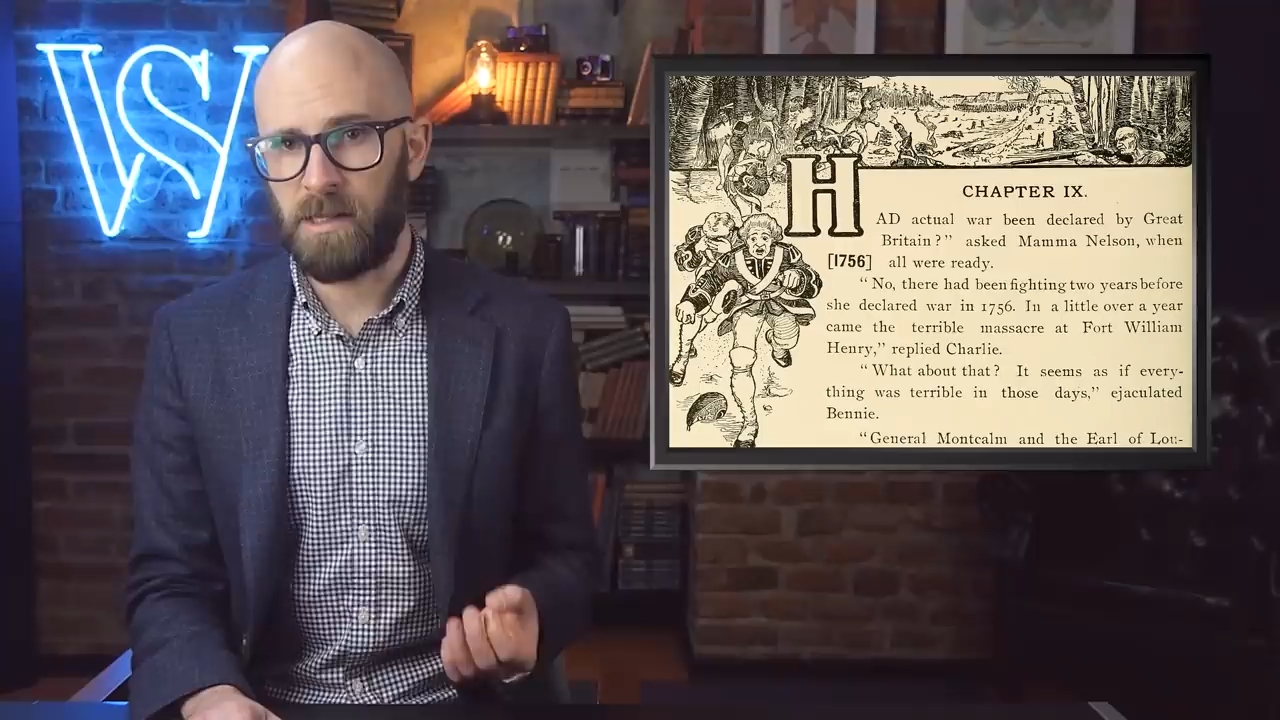 WS
CHAPTER IX.
HAD actual war been declared by Great
Britain?" asked Mamma Nelson, when
[1756] all were ready.
"No, there had been fighting two years before
she declared war in 1756. In a little over a year
came the terrible massacre at Fort William
Henry," replied Charlie.
"What about that? It seems as if every-
thing was terrible in those days," ejaculated
Bennie.
"General Montcalm and the Earl of Lou-